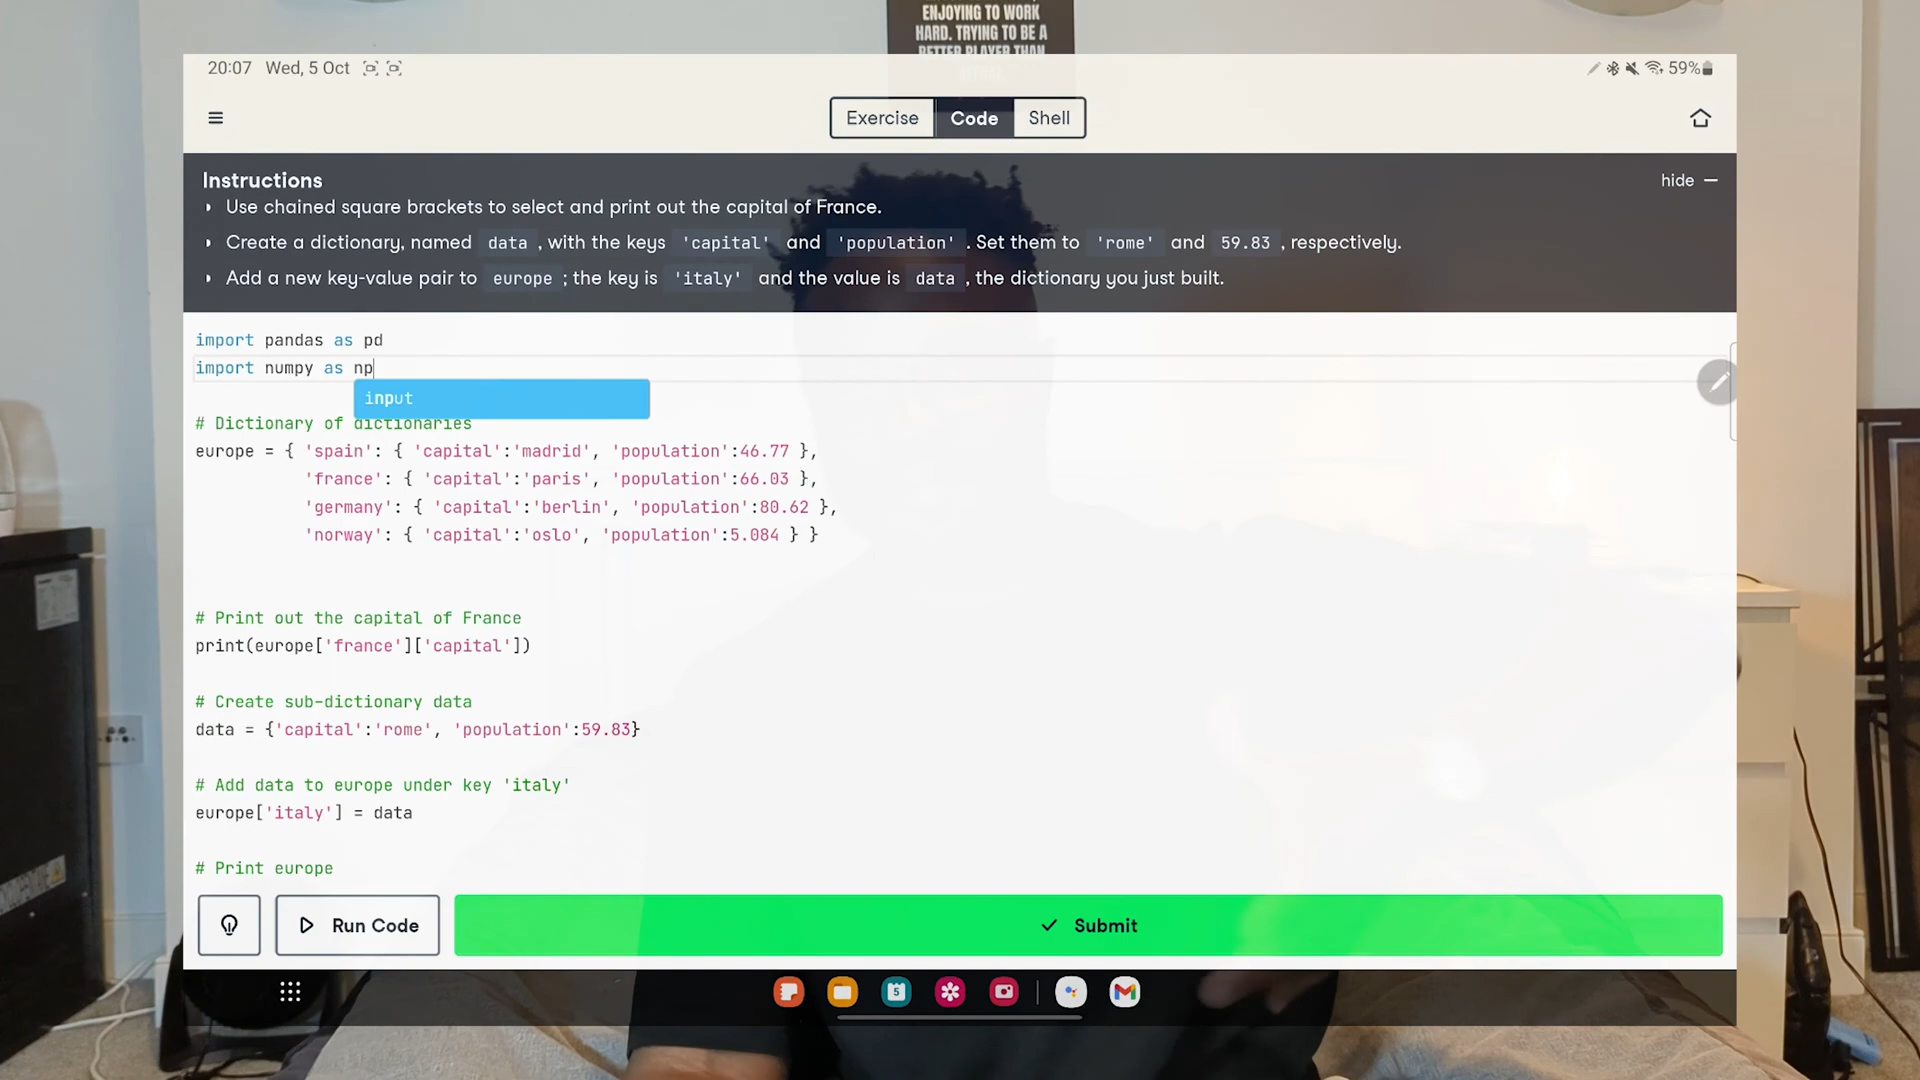 ENJOYING TO WORK
HARD. TRYING TO BE A
BETTER PLAYER THAN
20:07 Wed, 5 Oct
59%
Exercise Code Shell
Instructions
hide
Use chained square brackets to select and print out the capital of France.
Create a dictionary, named data , with the keys 'capital' and 'population' . Set them to 'rome' and 59.83 , respectively.
Add a new key-value pair to europe ; the key is 'italy' and the value is data , the dictionary you just built.
import pandas as pd
import numpy as np
input
# Dictionary of dictionaries
europe = { 'spain': { 'capital':'madrid', 'population':46.77 },
'france': { 'capital':'paris', 'population':66.03 },
'germany': { 'capital':'berlin', 'population':80.62 },
'norway': { 'capital':'oslo', 'population':5.084 } }
# Print out the capital of France
print(europe['france']['capital'])
# Create sub-dictionary data
data = {'capital':'rome', 'population':59.83}
# Add data to europe under key 'italy'
europe['italy'] = data
# Print europe
Run Code
Submit
5